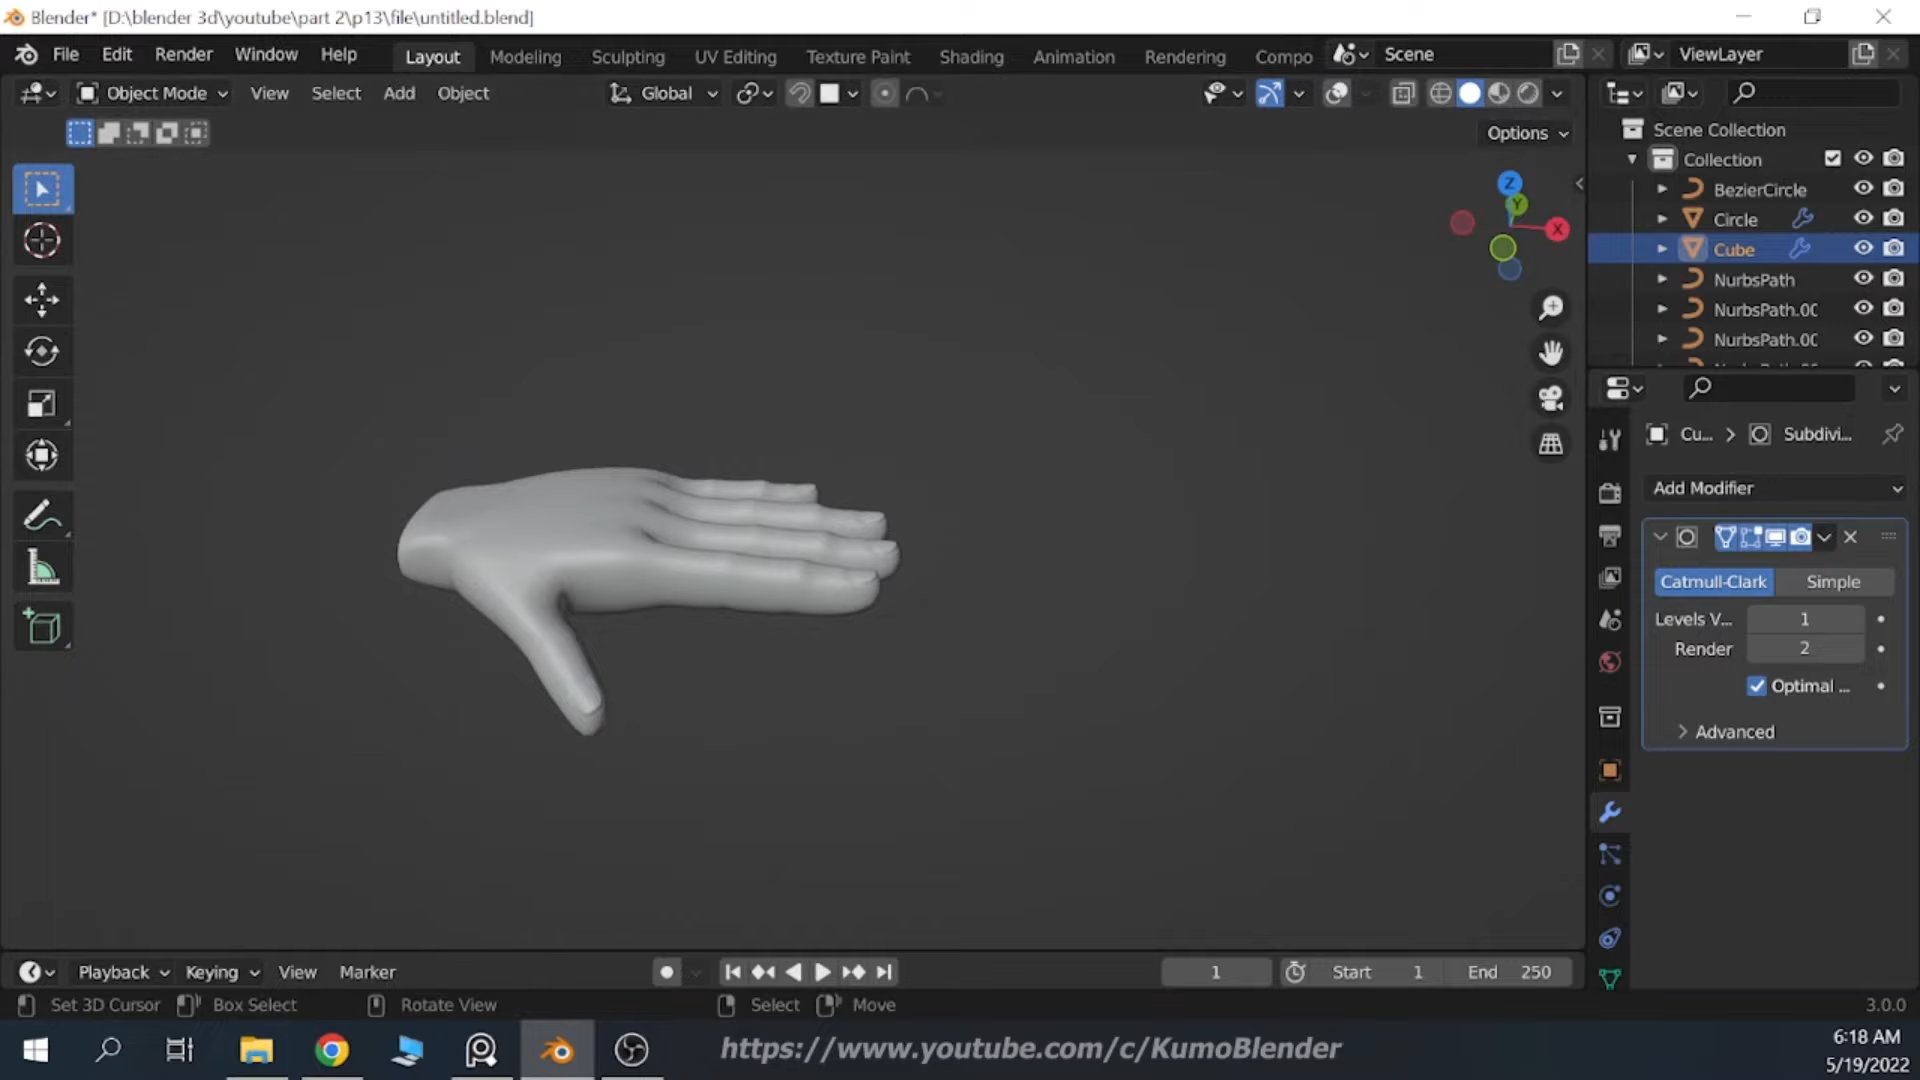 Blender* [D:\blender 3d\youtube\part 2\p13\file\untitled.blend]
File Edit Render Window Help Layout Modeling Sculpting UV Editing Texture Paint Shading Animation Rendering Compo Scene ViewLayer
Object Mode View Select Add Object Global
Options
Z
Y
X
Scene Collection
Collection
BezierCircle
Circle
Cube
NurbsPath
NurbsPath.00
NurbsPath.00
Cu... Subdivi...
Add Modifier
Catmull-Clark Simple
Levels V... 1
Render 2
Optimal ...
Advanced
Playback Keying View Marker 1 Start 1 End 250
Set 3D Cursor Box Select Rotate View Select Move 3.0.0
https://www.youtube.com/c/KumoBlender
6:18 AM
5/19/2022